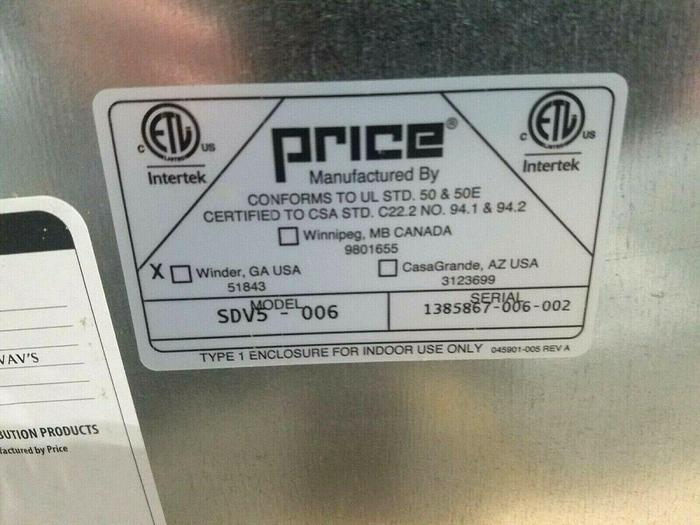 C ETL US
LISTED
Intertek
price®
Manufactured By
C ETL US
LISTED
Intertek
CONFORMS TO UL STD. 50 & 50E
CERTIFIED TO CSA STD. C22.2 NO. 94.1 & 94.2
Winnipeg, MB CANADA
9801655
X Winder, GA USA
51843
CasaGrande, AZ USA
3123699
MODEL
SDV5 - 006
SERIAL
1385867-006-002
TYPE 1 ENCLOSURE FOR INDOOR USE ONLY 045901-005 REV A
VAV'S
BUTION PRODUCTS
factured by Price